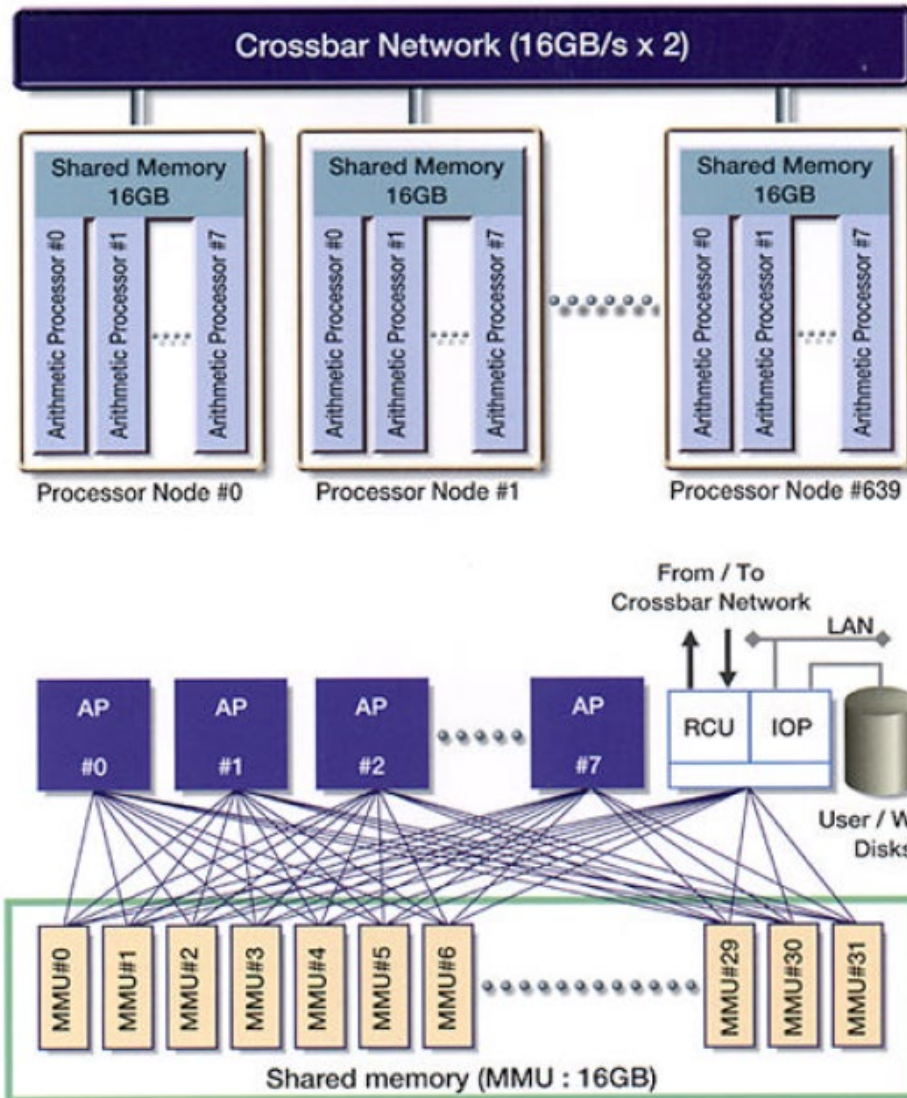 Crossbar Network (16GB/s x 2)
Shared Memory
16GB
Arithmetic Processor #0
Arithmetic Processor #1
Arithmetic Processor #7
Processor Node #0
Shared Memory
16GB
Arithmetic Processor #0
Arithmetic Processor #1
Arithmetic Processor #7
Processor Node #1
Shared Memory
16GB
Arithmetic Processor #0
Arithmetic Processor #1
Arithmetic Processor #7
Processor Node #639
From / To
Crossbar Network
LAN
AP
#0
AP
#1
AP
#2
AP
#7
RCU
IOP
User / W
Disks
MMU#0
MMU#1
MMU#2
MMU#3
MMU#4
MMU#5
MMU#6
MMU#29
MMU#30
MMU#31
Shared memory (MMU : 16GB)